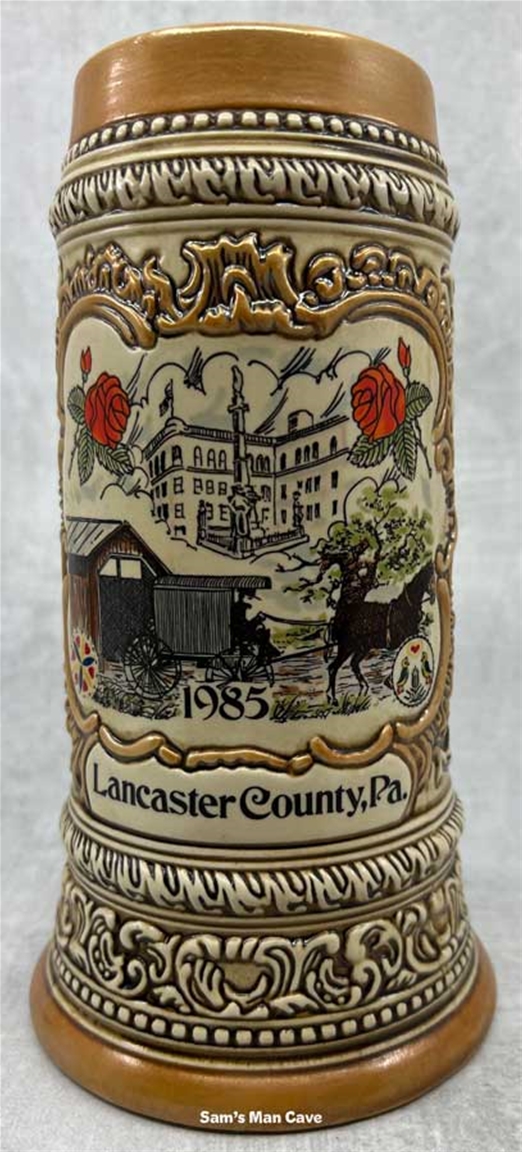 1985
Lancaster County, Pa.
Sam's Man Cave